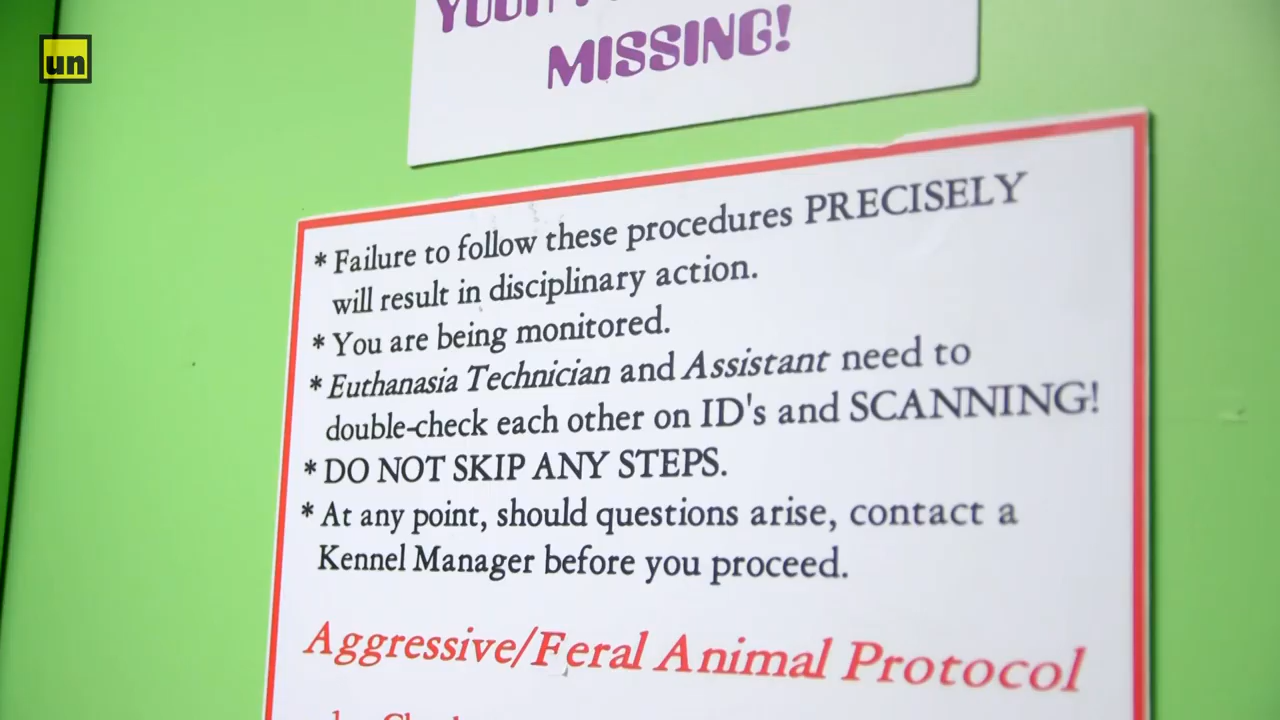 un
MISSING!
* Failure to follow these procedures PRECISELY
will result in disciplinary action.
* You are being monitored.
* Euthanasia Technician and Assistant need to
double-check each other on ID's and SCANNING!
* DO NOT SKIP ANY STEPS.
* At any point, should questions arise, contact a
Kennel Manager before you proceed.
Aggressive/Feral Animal Protocol